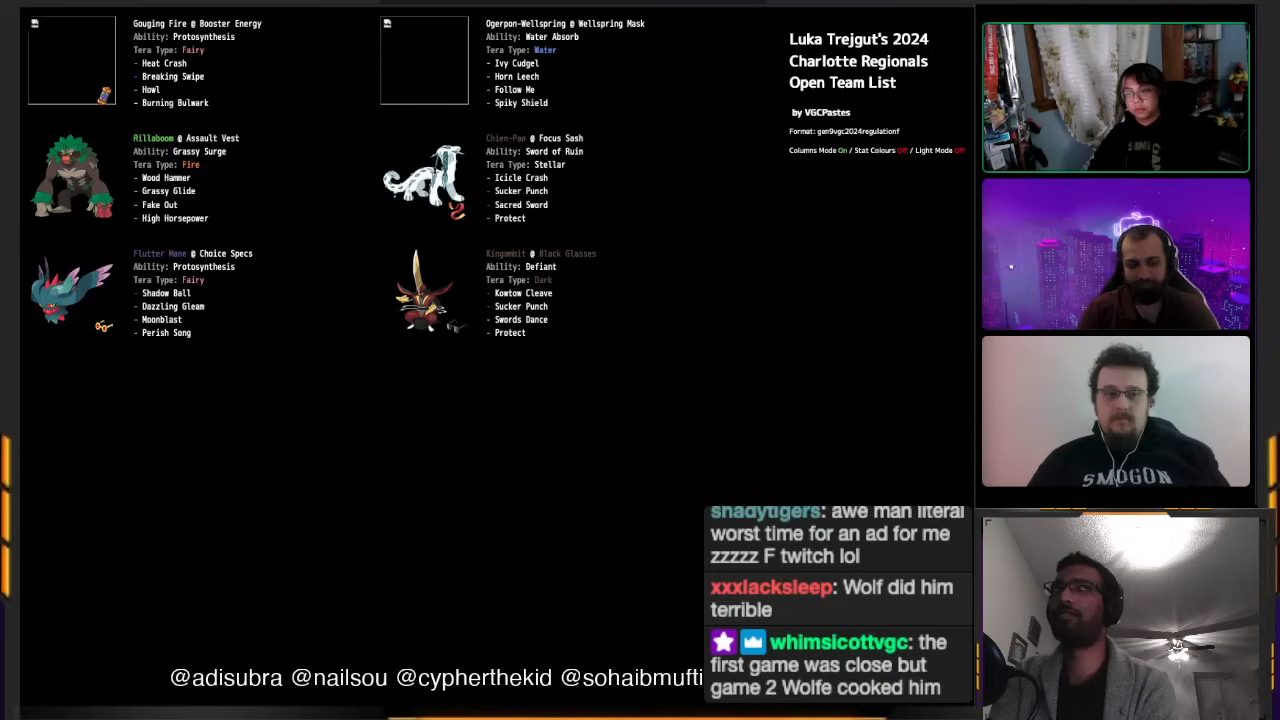 Gouging Fire @ Booster Energy
Ability: Protosynthesis
Tera Type: Fairy
- Heat Crash
- Breaking Swipe
- Howl
- Burning Bulwark
Ogerpon-Wellspring @ Wellspring Mask
Ability: Water Absorb
Tera Type: Water
- Ivy Cudgel
- Horn Leech
- Follow Me
- Spiky Shield
Rillaboom @ Assault Vest
Ability: Grassy Surge
Tera Type: Fire
- Wood Hammer
- Grassy Glide
- Fake Out
- High Horsepower
Chien-Pao @ Focus Sash
Ability: Sword of Ruin
Tera Type: Stellar
- Icicle Crash
- Sucker Punch
- Sacred Sword
- Protect
Flutter Mane @ Choice Specs
Ability: Protosynthesis
Tera Type: Fairy
- Shadow Ball
- Dazzling Gleam
- Moonblast
- Perish Song
Kingambit @ Black Glasses
Ability: Defiant
Tera Type: Dark
- Kowtow Cleave
- Sucker Punch
- Swords Dance
- Protect
Luka Trejgut's 2024
Charlotte Regionals
Open Team List
by VGCPastes
Format: gen9vgc2024regulationf
Columns Mode On / Stat Colours Off / Light Mode Off
SMOGON
shadytigers: awe man literal
worst time for an ad for me
zzzzz F twitch lol
xxxlacksleep: Wolf did him
terrible
whimsicottvgc: the
first game was close but
game 2 Wolfe cooked him
@adisubra @nailsou @cypherthekid @sohaibmufti